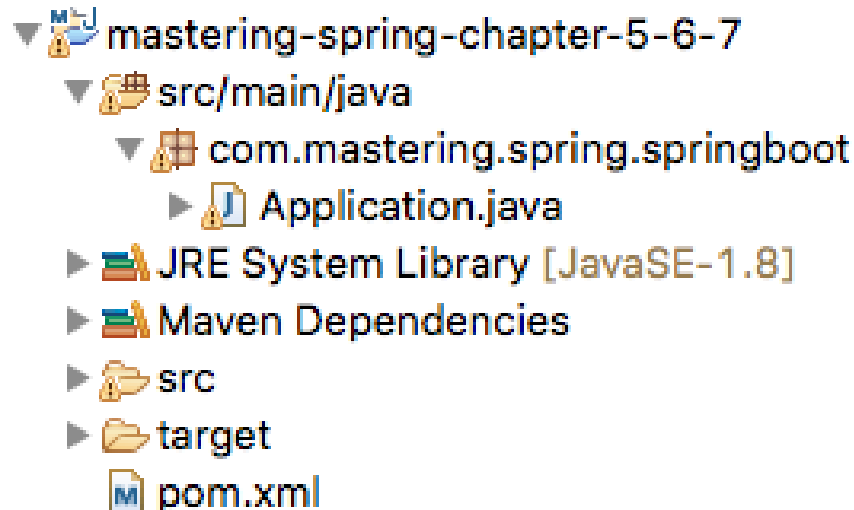 mastering-spring-chapter-5-6-7
src/main/java
com.mastering.spring.springboot
Application.java
JRE System Library [JavaSE-1.8]
Maven Dependencies
src
target
pom.xml